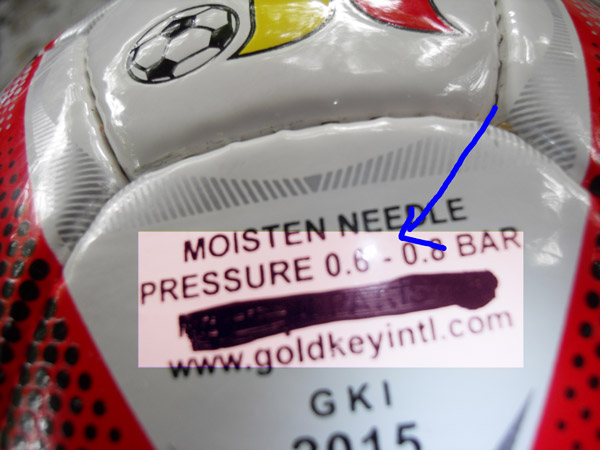 MOISTEN NEEDLE
PRESSURE 0.6 - 0.8 BAR
www.goldkeyintl.com
GKI
2015